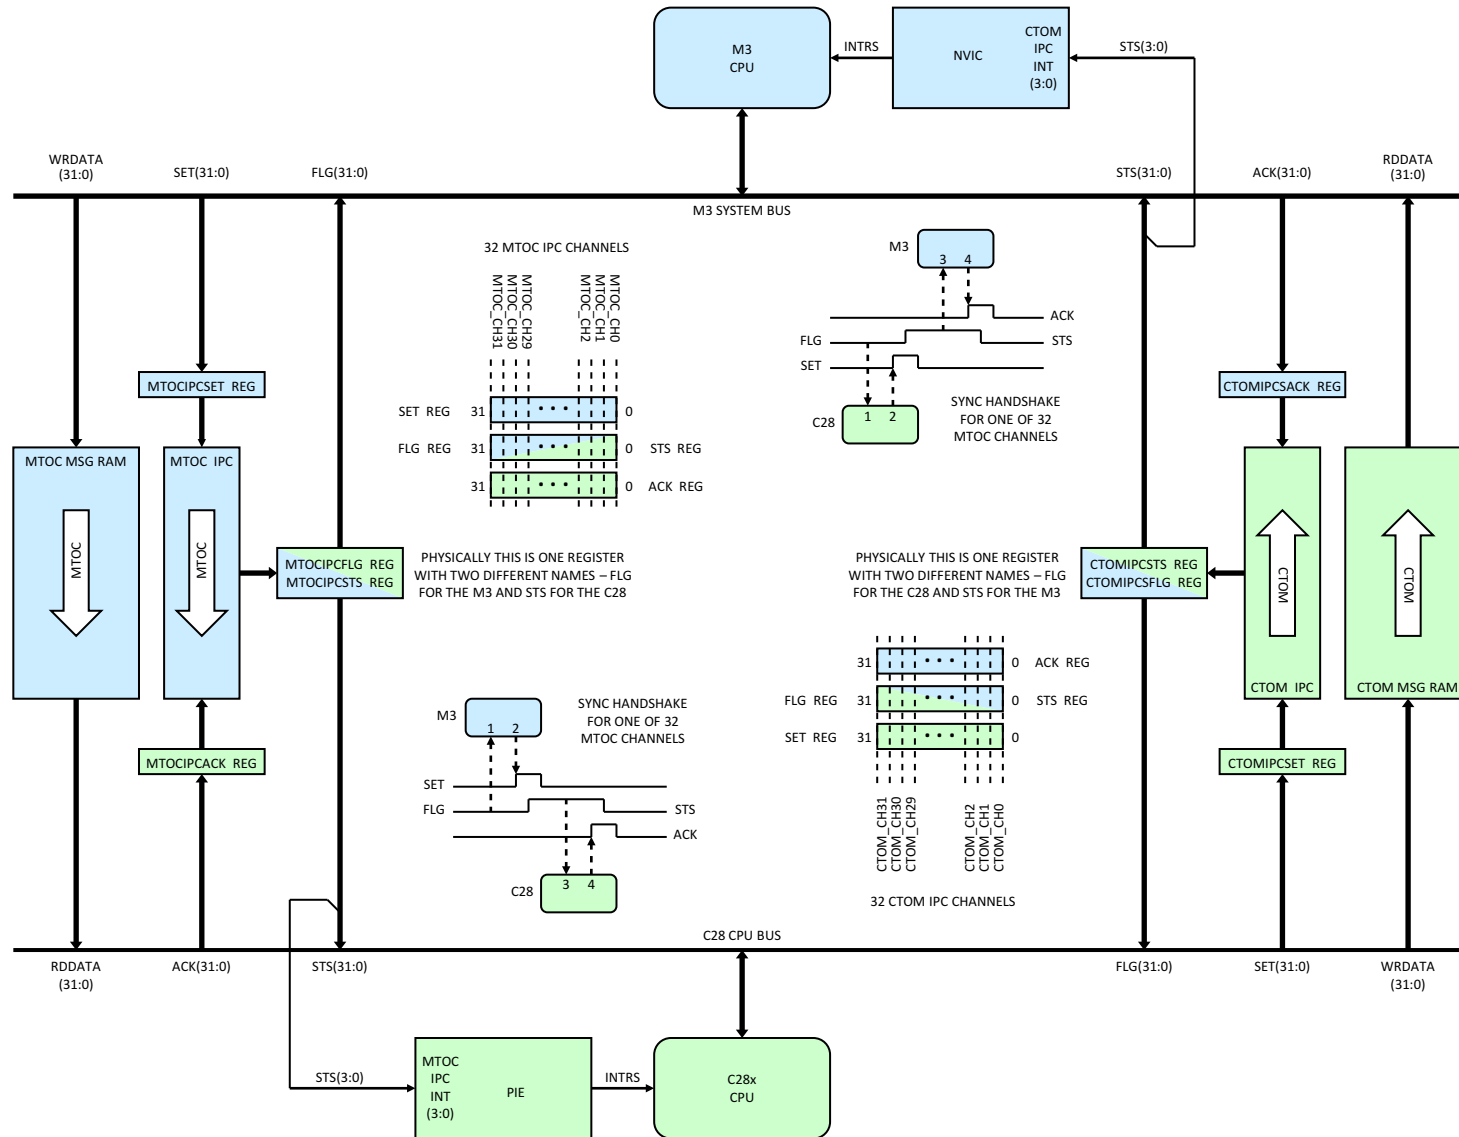 M3
CPU
INTRS
NVIC
CTOM
IPC
INT
(3:0)
STS(3:0)
WRDATA
(31:0)
SET(31:0)
FLG(31:0)
STS(31:0)
ACK(31:0)
RDDATA
(31:0)
M3 SYSTEM BUS
32 MTOC IPC CHANNELS
MTOC_CH31
MTOC_CH30
MTOC_CH29
MTOC_CH2
MTOC_CH1
MTOC_CH0
SET REG 31 ••• 0
FLG REG 31 ••• 0 STS REG
31 ••• 0 ACK REG
M3
3 4
ACK
FLG STS
SET
C28
1 2
SYNC HANDSHAKE
FOR ONE OF 32
MTOC CHANNELS
MTOCIPCSET REG
CTOMIPCSACK REG
MTOC MSG RAM
MTOC
MTOC IPC
MTOC
MTOCIPCFLG REG
MTOCIPCSTS REG
PHYSICALLY THIS IS ONE REGISTER
WITH TWO DIFFERENT NAMES – FLG
FOR THE M3 AND STS FOR THE C28
PHYSICALLY THIS IS ONE REGISTER
WITH TWO DIFFERENT NAMES – FLG
FOR THE C28 AND STS FOR THE M3
CTOMIPCSTS REG
CTOMIPCSFLG REG
CTOM
CTOM IPC
CTOM
CTOM MSG RAM
MTOCIPCACK REG
CTOMIPCSET REG
M3
1 2
SYNC HANDSHAKE
FOR ONE OF 32
MTOC CHANNELS
SET
FLG STS
ACK
C28
3 4
31 ••• 0 ACK REG
FLG REG 31 ••• 0 STS REG
SET REG 31 ••• 0
CTOM_CH31
CTOM_CH30
CTOM_CH29
CTOM_CH2
CTOM_CH1
CTOM_CH0
32 CTOM IPC CHANNELS
C28 CPU BUS
RDDATA
(31:0)
ACK(31:0)
STS(31:0)
FLG(31:0)
SET(31:0)
WRDATA
(31:0)
STS(3:0)
MTOC
IPC
INT
(3:0)
PIE
INTRS
C28x
CPU